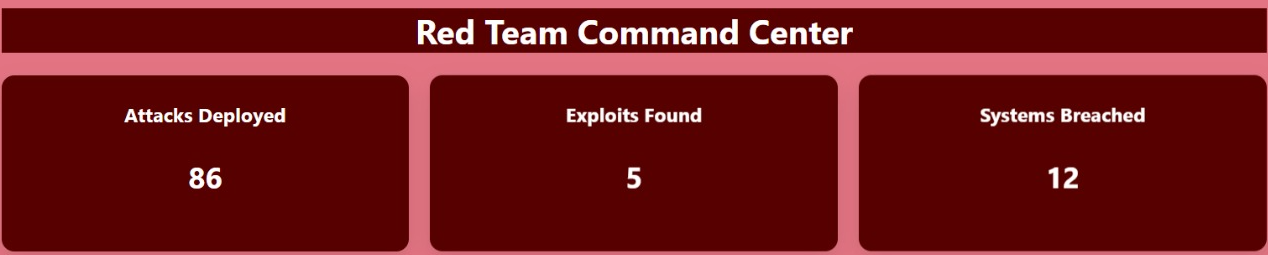 Red Team Command Center
Attacks Deployed
86
Exploits Found
5
Systems Breached
12